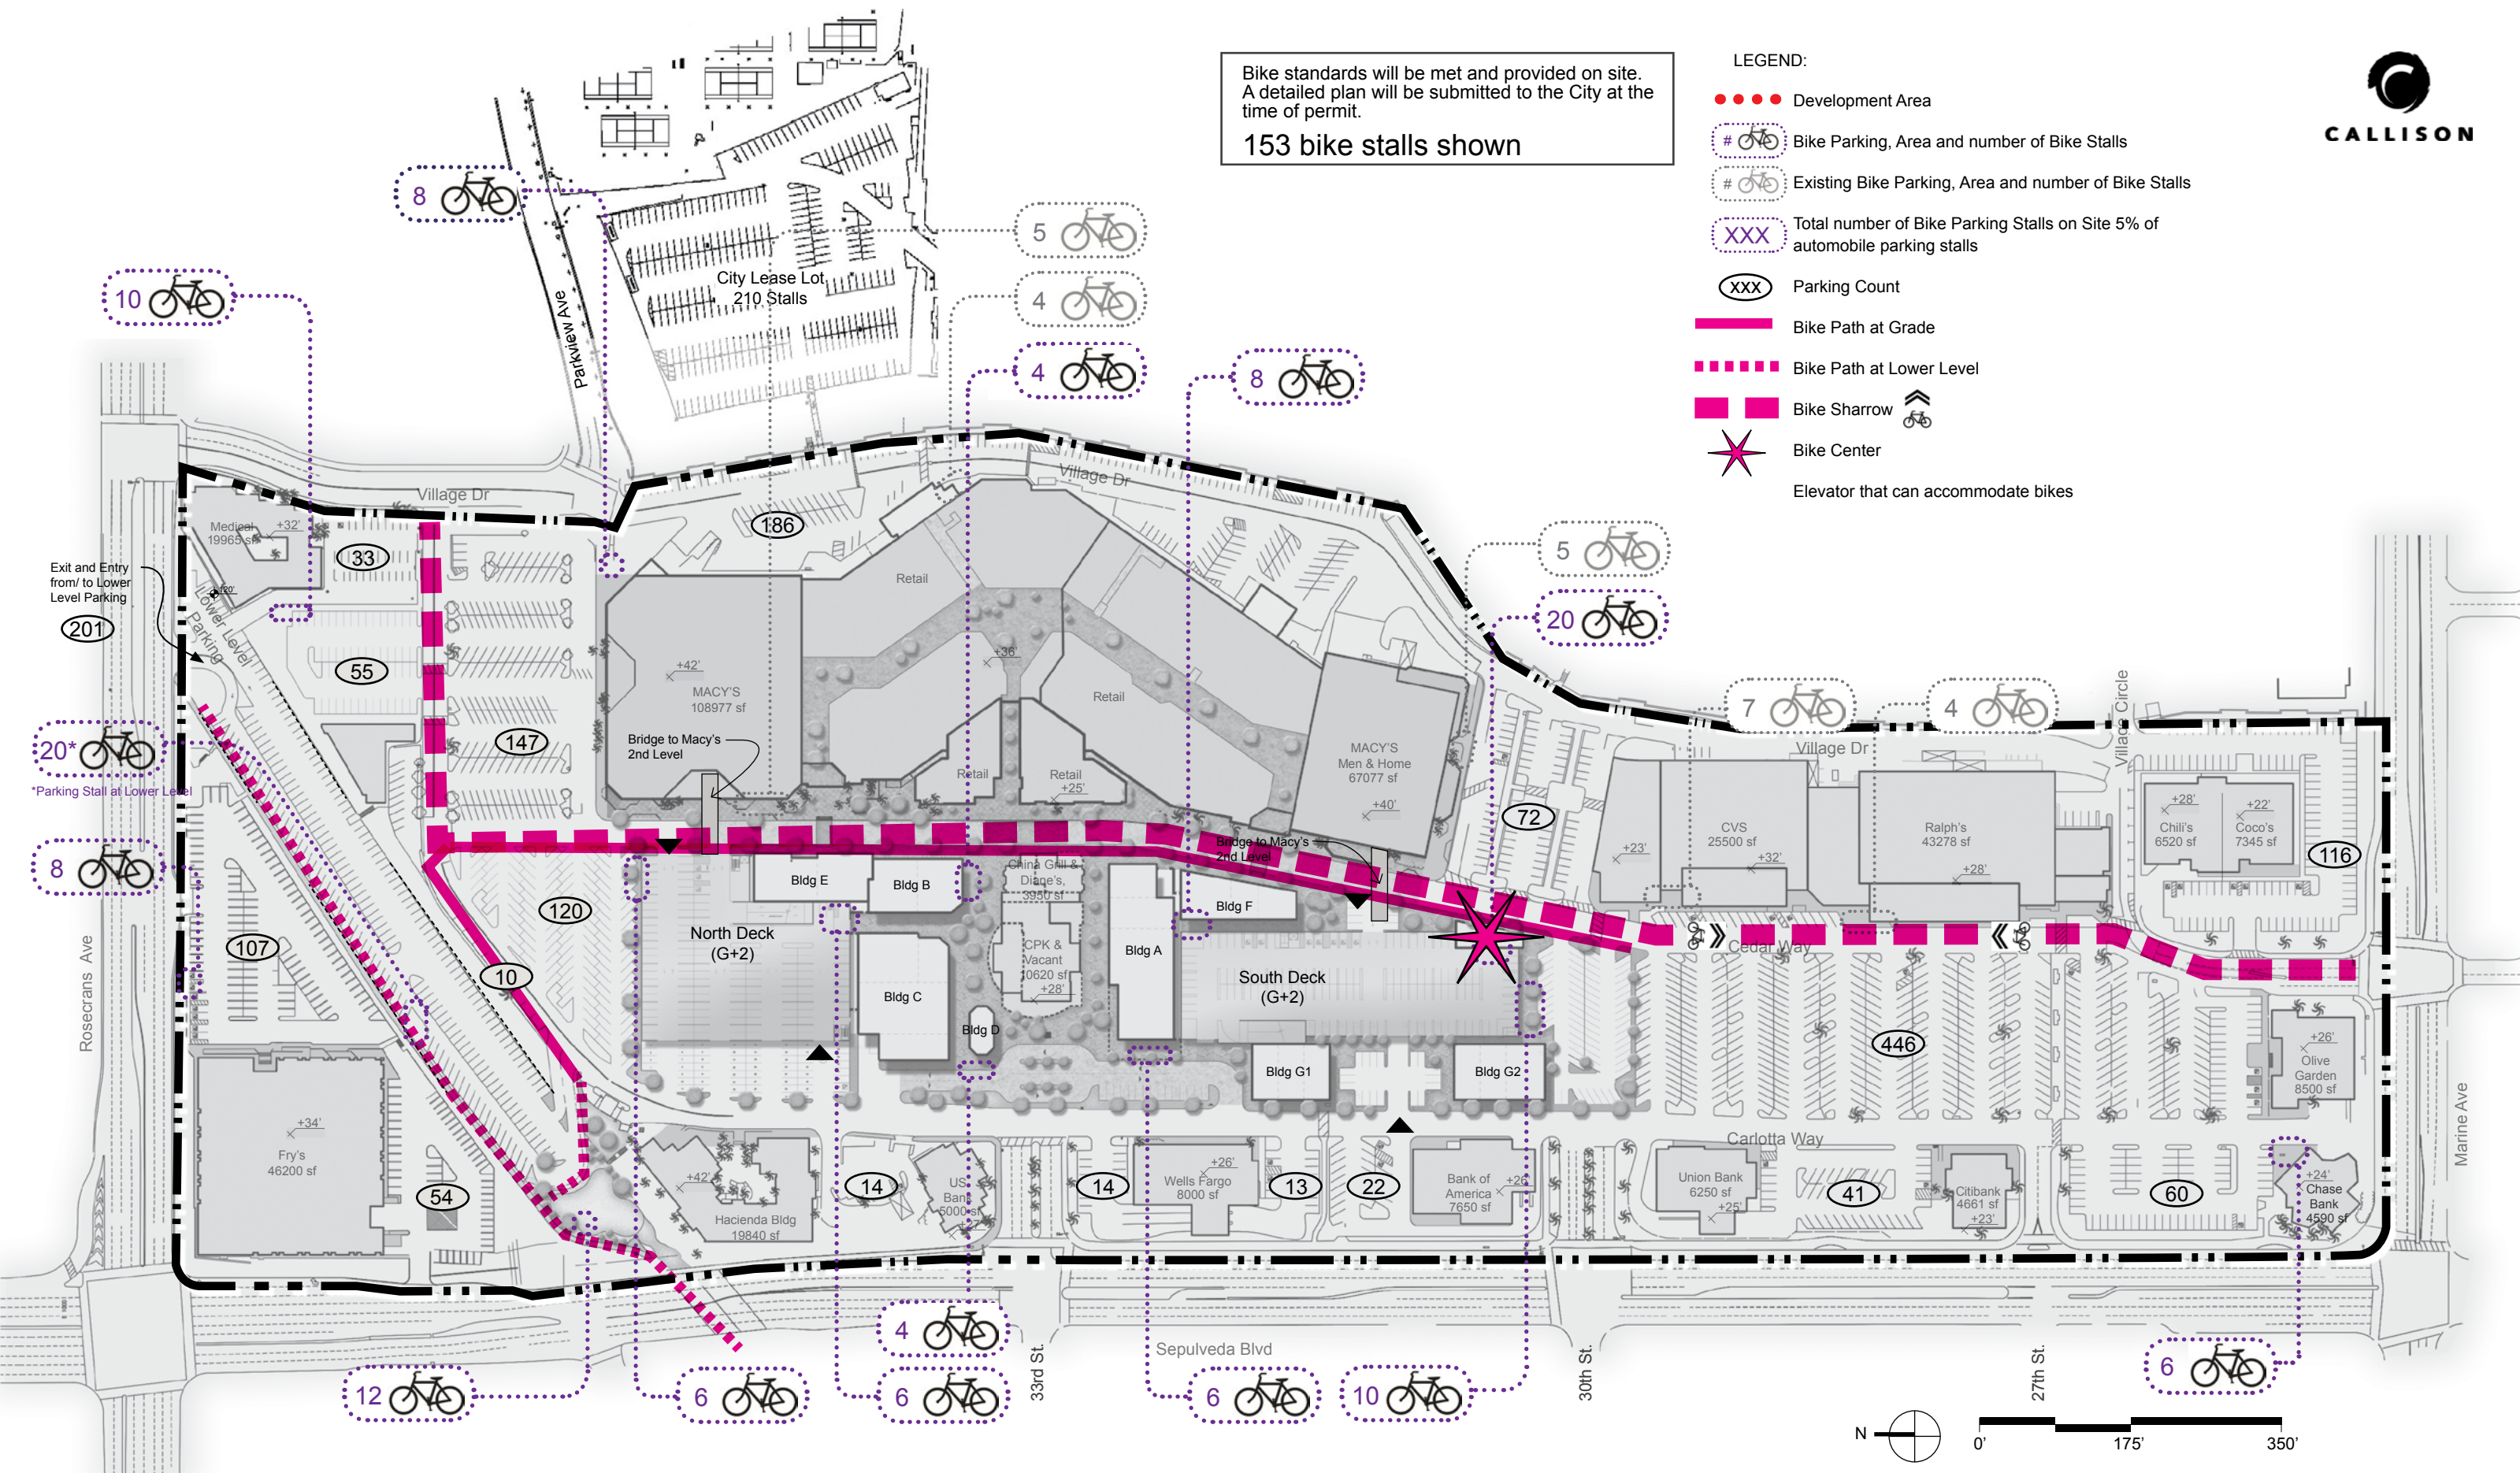 Bike standards will be met and provided on site.
A detailed plan will be submitted to the City at the
time of permit.
153 bike stalls shown
LEGEND:
Development Area
# Bike Parking, Area and number of Bike Stalls
# Existing Bike Parking, Area and number of Bike Stalls
XXX Total number of Bike Parking Stalls on Site 5% of
automobile parking stalls
XXX Parking Count
Bike Path at Grade
Bike Path at Lower Level
Bike Sharrow
Bike Center
Elevator that can accommodate bikes
CALLISON
8
5
City Lease Lot
210 Stalls
10
4
Parkview Ave
4
8
Village Dr
Village Dr
Medical
19965 sf
+32'
33
186
5
Exit and Entry
from/ to Lower
Level Parking
+20'
Retail
20
201
Lower Level
Parking
55
+42'
MACY'S
108977 sf
+36'
Retail
7
4
Village Circle
20*
*Parking Stall at Lower Level
147
Bridge to Macy's
2nd Level
Retail
Retail
+25'
MACY'S
Men & Home
67077 sf
+40'
Village Dr
72
CVS
25500 sf
+23'
+32'
Ralph's
43278 sf
+28'
+28'
Chili's
6520 sf
+22'
Coco's
7345 sf
116
8
Bridge to Macy's
2nd Level
Bldg E
Bldg B
China Grill &
Diane's,
3950 sf
Bldg F
120
107
Rosecrans Ave
North Deck
(G+2)
CPK &
Vacant
10620 sf
+28'
Bldg A
Cedar Way
10
South Deck
(G+2)
Bldg C
Bldg D
446
+26'
Olive
Garden
8500 sf
Bldg G1
Bldg G2
Marine Ave
+34'
Fry's
46200 sf
Carlotta Way
54
+42'
Hacienda Bldg
19840 sf
14
US
Bank
5000 sf
14
+26'
Wells Fargo
8000 sf
13
22
Bank of
America
7650 sf
Union Bank
6250 sf
+25'
41
Citibank
4661 sf
+23'
60
+24'
Chase
Bank
4590 sf
4
33rd St.
Sepulveda Blvd
30th St.
27th St.
6
12
6
6
6
10
N
0'
175'
350'